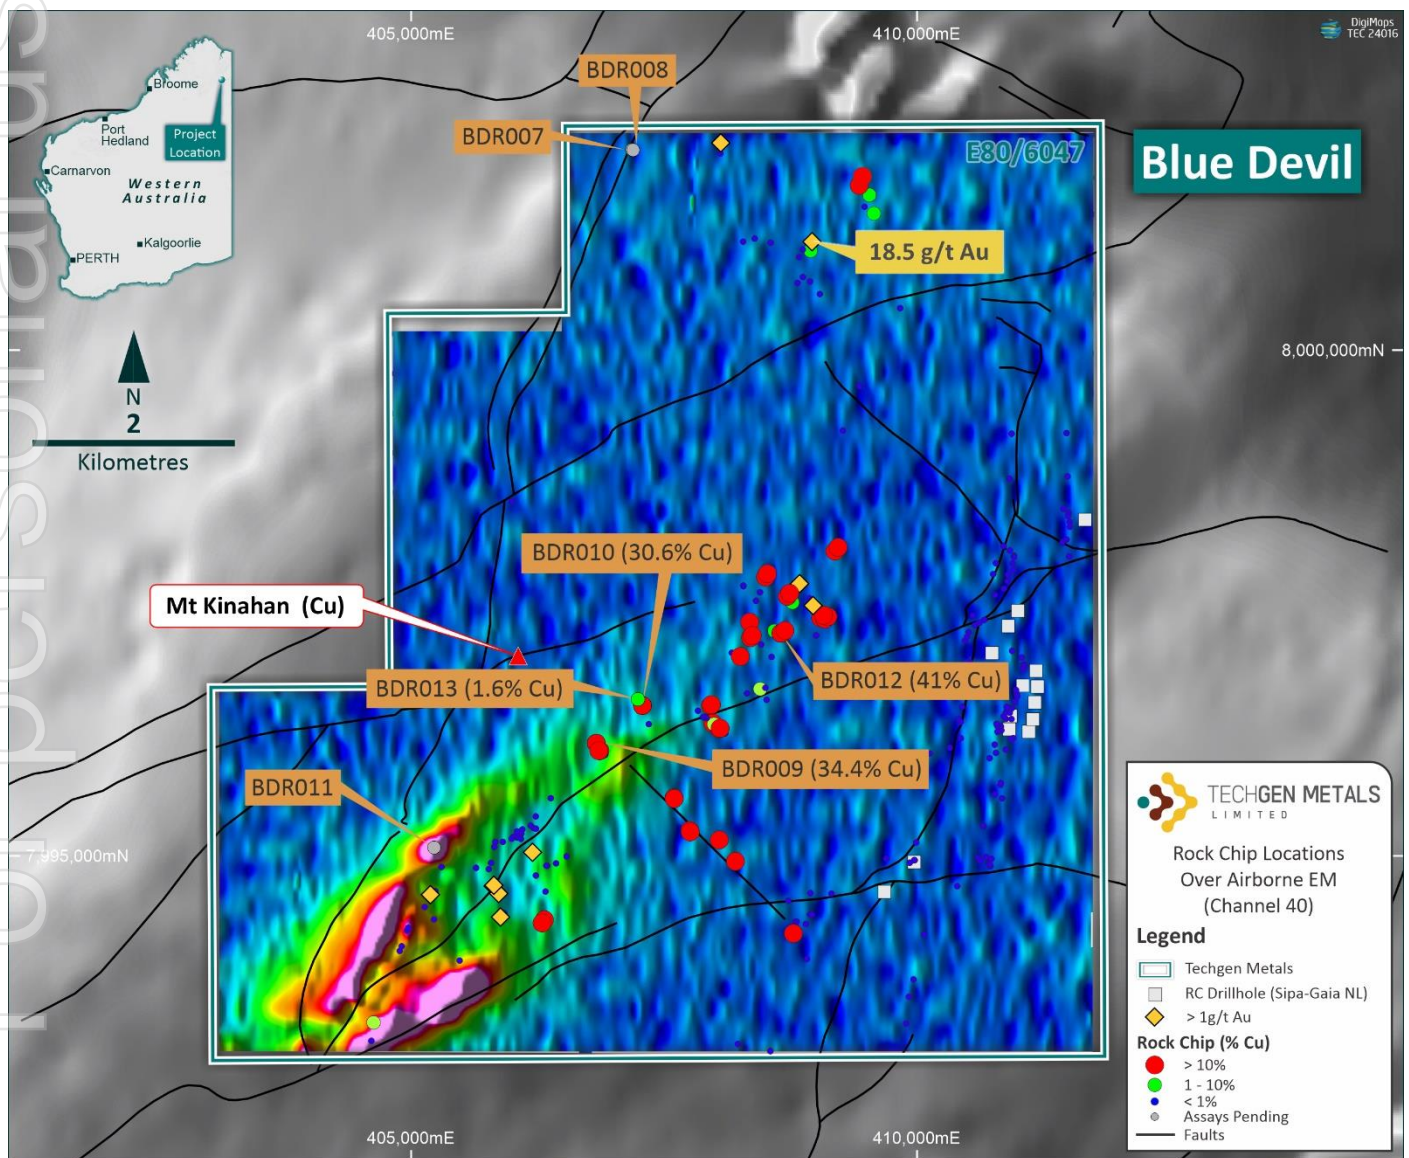 405,000mE
410,000mE
DigiMaps
TEC 24016
Broome
Port
Hedland
Project
Location
Carnarvon
Western
Australia
Kalgoorlie
PERTH
BDR008
BDR007
E80/6047
Blue Devil
18.5 g/t Au
8,000,000mN
N
2
Kilometres
BDR010 (30.6% Cu)
Mt Kinahan (Cu)
BDR013 (1.6% Cu)
BDR012 (41% Cu)
BDR009 (34.4% Cu)
BDR011
7,995,000mN
TECHGEN METALS
LIMITED
Rock Chip Locations
Over Airborne EM
(Channel 40)
Legend
Techgen Metals
RC Drillhole (Sipa-Gaia NL)
> 1g/t Au
Rock Chip (% Cu)
> 10%
1 - 10%
< 1%
Assays Pending
Faults
405,000mE
410,000mE